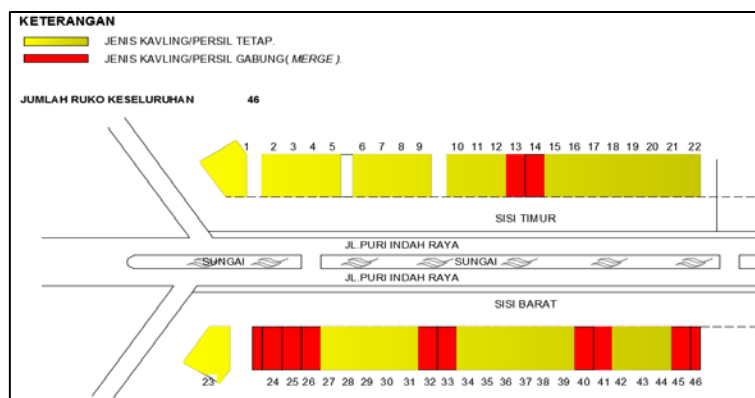 KETERANGAN
JENIS KAVLING/PERSIL TETAP.
JENIS KAVLING/PERSIL GABUNG( MERGE ).
JUMLAH RUKO KESELURUHAN 46
1 2 3 4 5 6 7 8 9 10 11 12 13 14 15 16 17 18 19 20 21 22
SISI TIMUR
JL.PURI INDAH RAYA
SUNGAI SUNGAI
JL.PURI INDAH RAYA
SISI BARAT
23 24 25 26 27 28 29 30 31 32 33 34 35 36 37 38 39 40 41 42 43 44 45 46